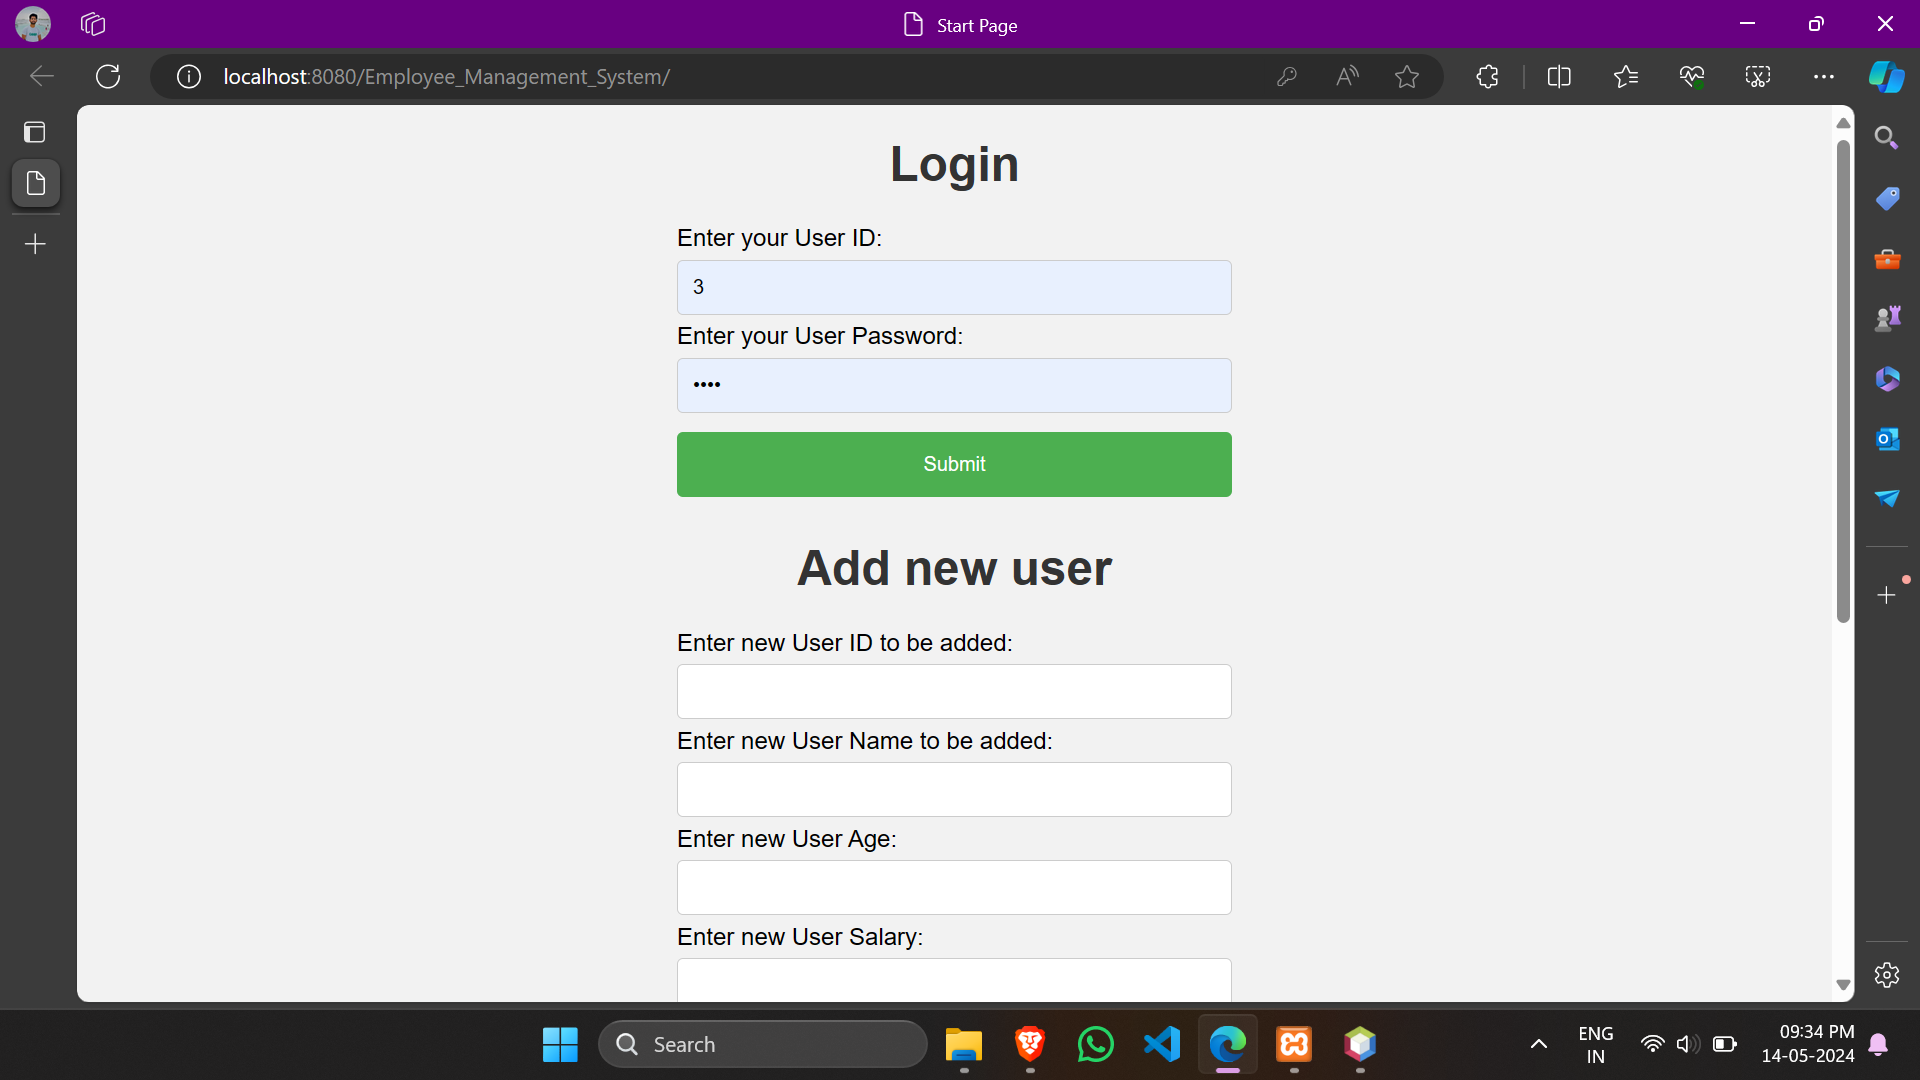 Start Page
localhost:8080/Employee_Management_System/
Login
Enter your User ID:
3
Enter your User Password:
••••
Submit
Add new user
Enter new User ID to be added:
Enter new User Name to be added:
Enter new User Age:
Enter new User Salary:
Search
ENG
IN
09:34 PM
14-05-2024